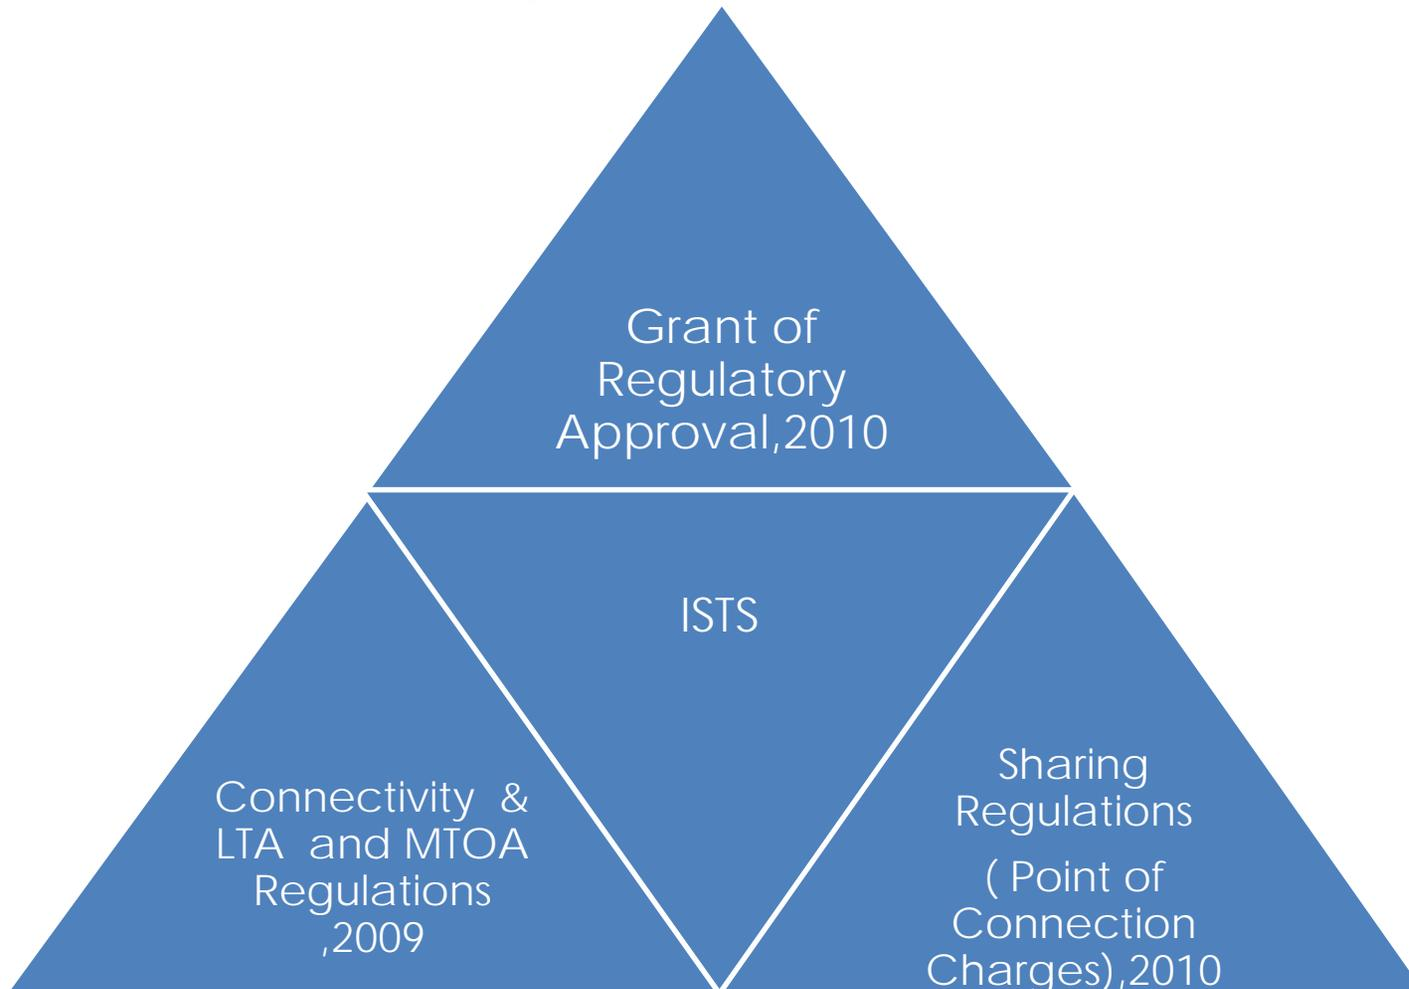 Grant of
Regulatory
Approval,2010
ISTS
Connectivity  &
LTA  and MTOA
Regulations
,2009
Sharing
Regulations
( Point of
Connection
Charges),2010